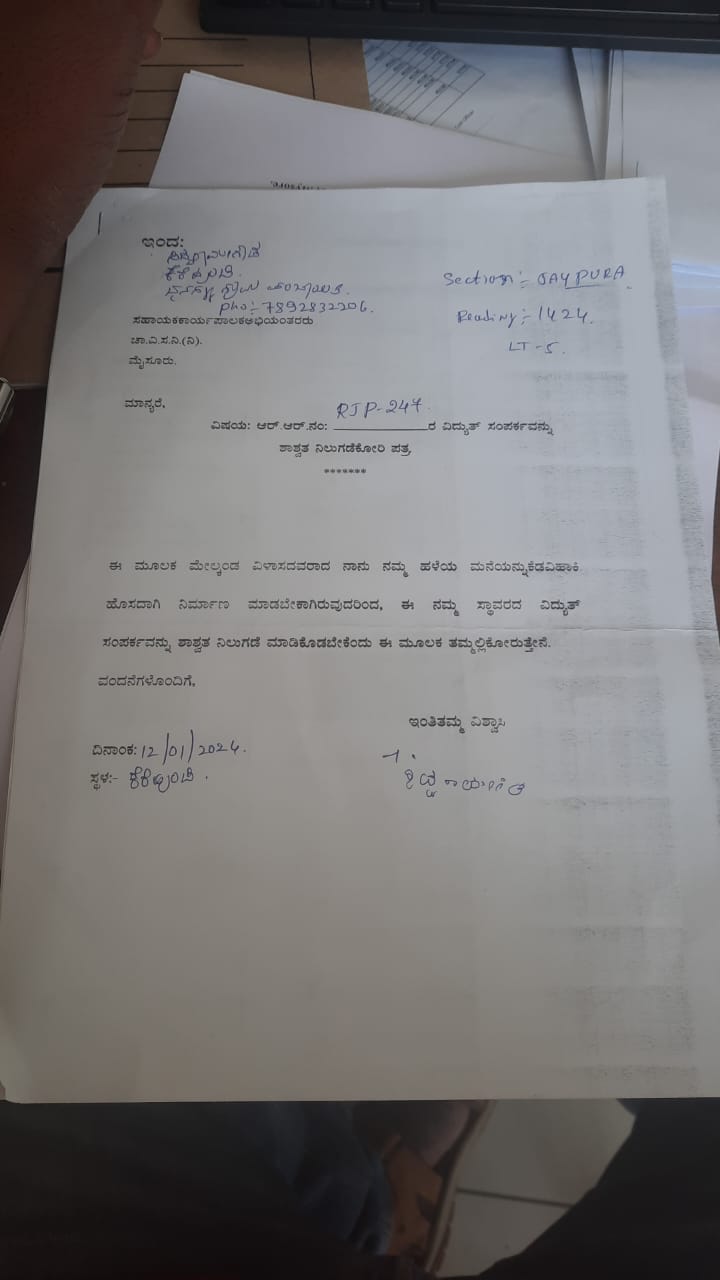 ಇಂದ:
Section:- JAYPURA
pho:- 7892832206.
Reading:- 1424.
ಸಹಾಯಕಕಾರ್ಯಪಾಲಕಅಭಿಯಂತರರು
LT-5.
ಚಾ.ವಿ.ಸ.ನಿ.(ನಿ).
ಮೈಸೂರು.
ಮಾನ್ಯರೆ,
ವಿಷಯ: ಆರ್.ಆರ್.ನಂ: RJP-247 ರ ವಿದ್ಯುತ್ ಸಂಪರ್ಕವನ್ನು
ಶಾಶ್ವತ ನಿಲುಗಡೆಕೋರಿ ಪತ್ರ
*******
ಈ ಮೂಲಕ ಮೇಲ್ಕಂಡ ವಿಳಾಸದವರಾದ ನಾನು ನಮ್ಮ ಹಳೆಯ ಮನೆಯನ್ನುಕೆಡವಿಹಾಕಿ
ಹೊಸದಾಗಿ ನಿರ್ಮಾಣ ಮಾಡಬೇಕಾಗಿರುವುದರಿಂದ, ಈ ನಮ್ಮ ಸ್ಥಾವರದ ವಿದ್ಯುತ್
ಸಂಪರ್ಕವನ್ನು ಶಾಶ್ವತ ನಿಲುಗಡೆ ಮಾಡಿಕೊಡಬೇಕೆಂದು ಈ ಮೂಲಕ ತಮ್ಮಲ್ಲಿಕೋರುತ್ತೇನೆ.
ವಂದನೆಗಳೊಂದಿಗೆ,
ಇಂತಿತಮ್ಮ ವಿಶ್ವಾಸಿ
ದಿನಾಂಕ: 12/01/2024.
ಸ್ಥಳ:-